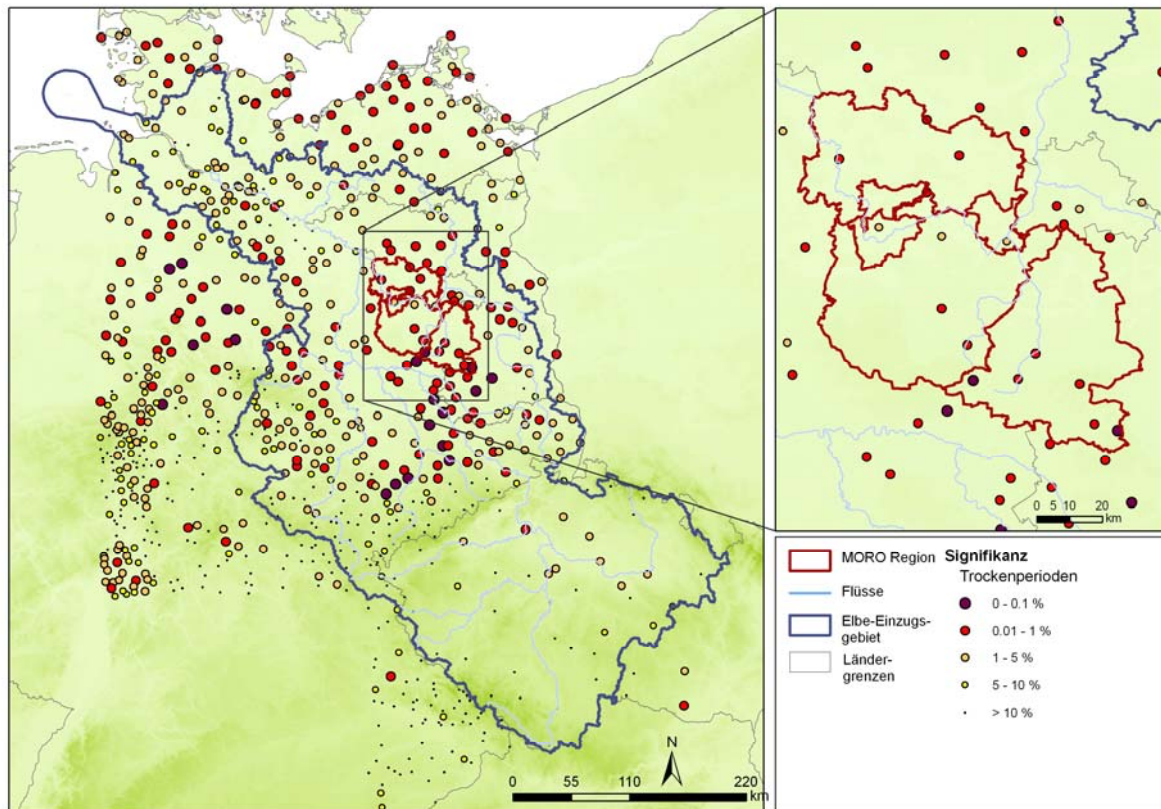 0 5 10 20
km
N
0 55 110 220
km
MORO Region
Flüsse
Elbe-Einzugs-
gebiet
Länder-
grenzen
Signifikanz
Trockenperioden
0 - 0.1 %
0.01 - 1 %
1 - 5 %
5 - 10 %
> 10 %